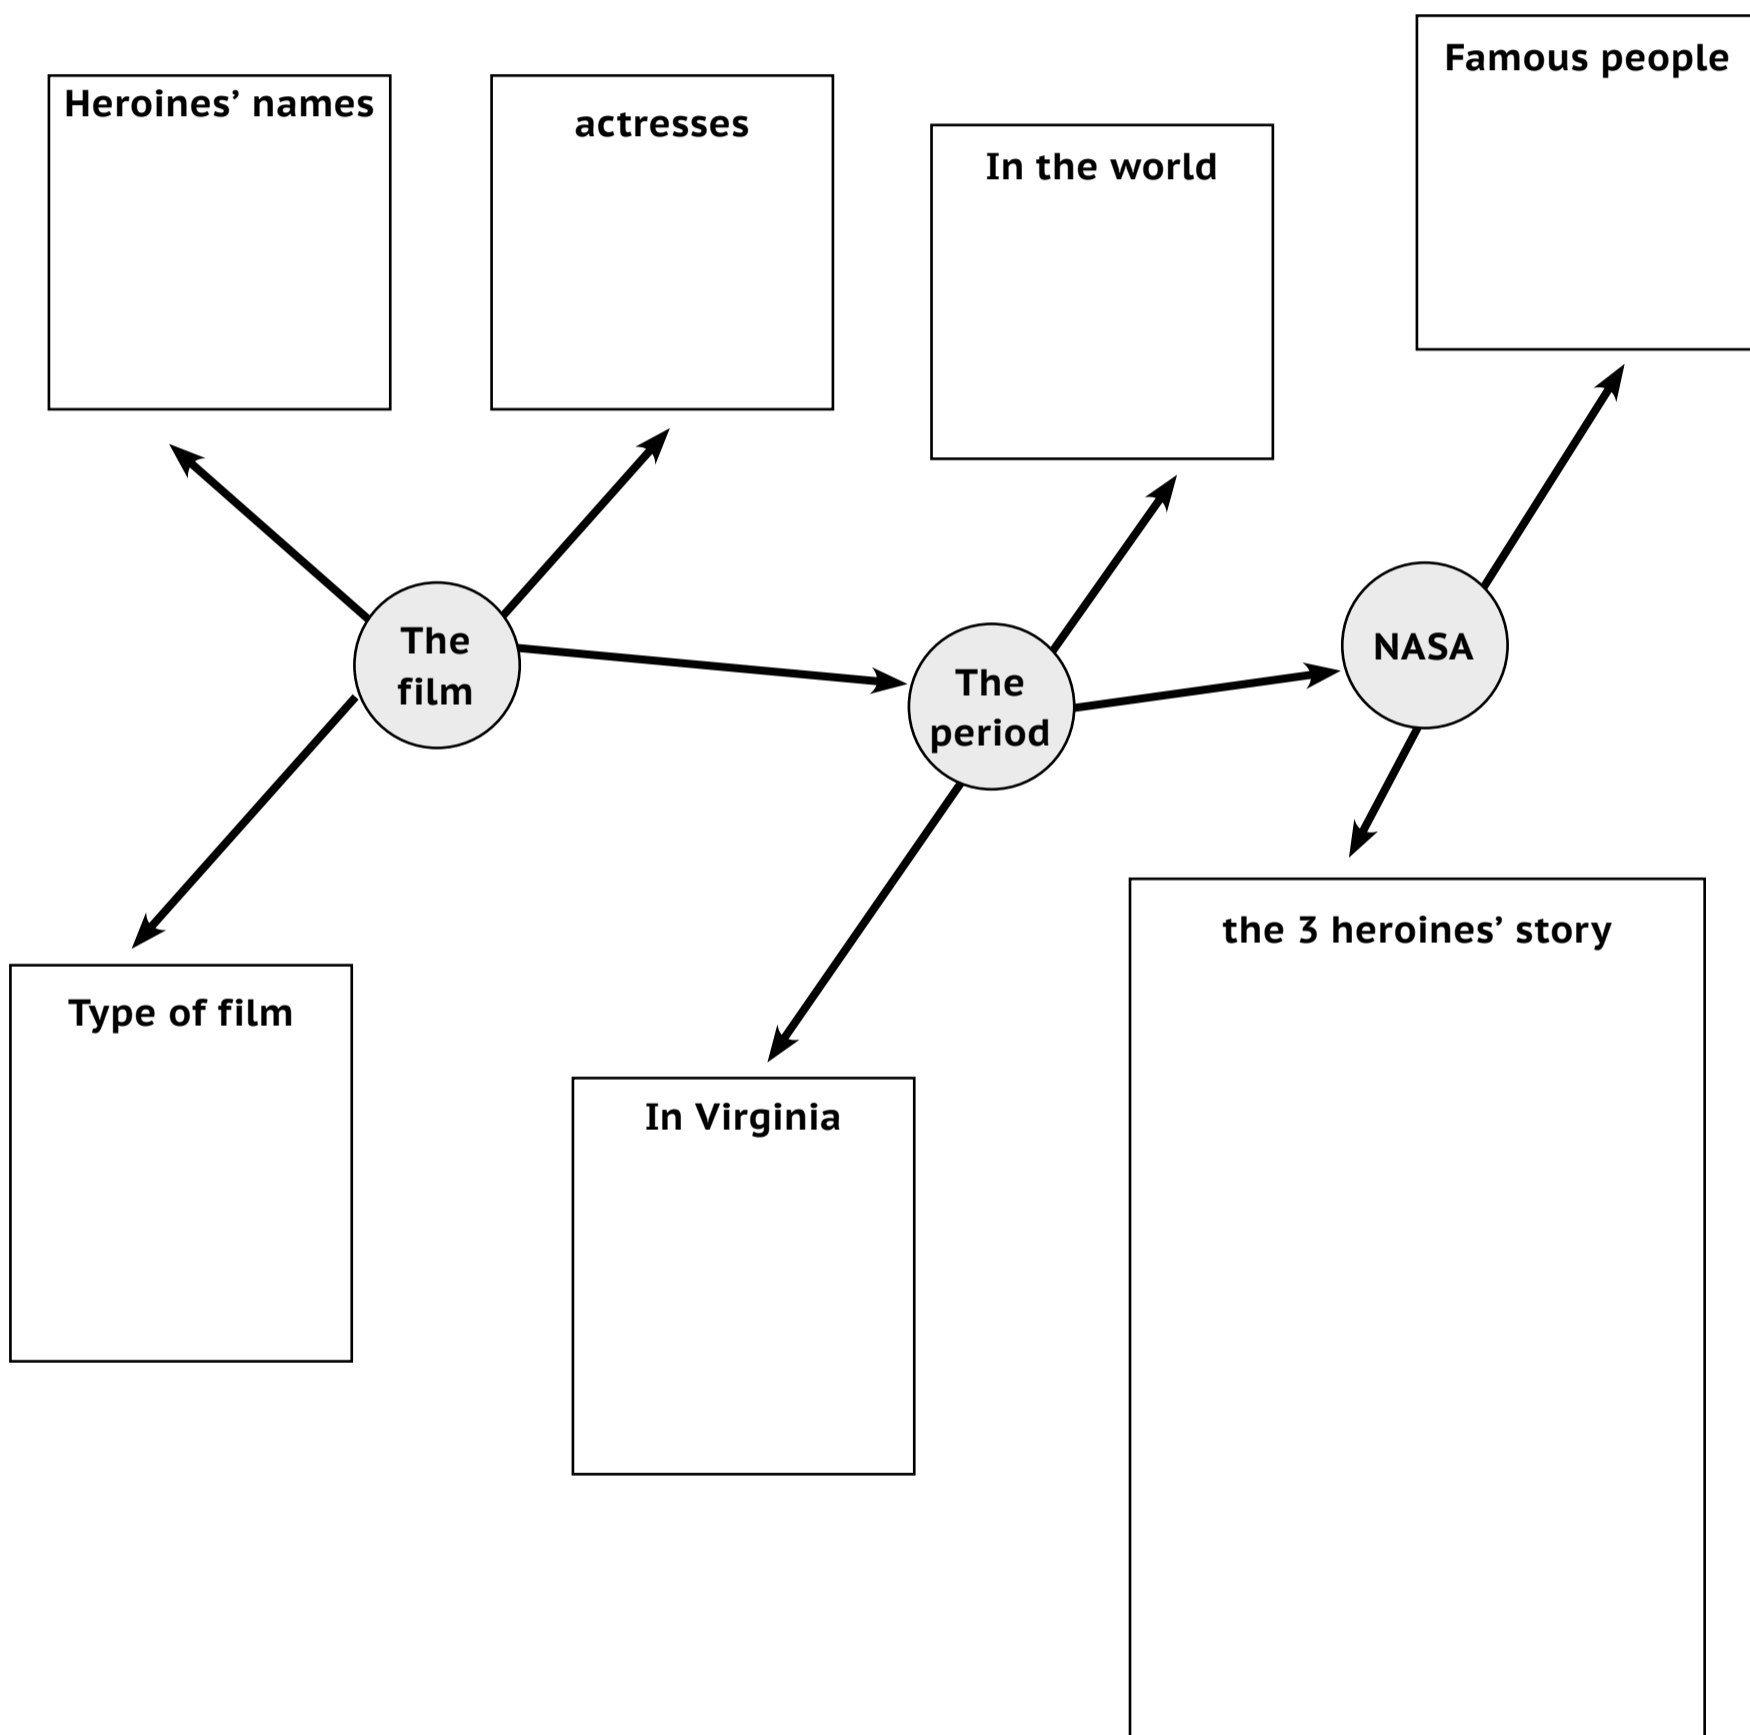 Heroines’ names
actresses
In the world
Famous people
The
film
The
period
NASA
Type of film
In Virginia
the 3 heroines’ story